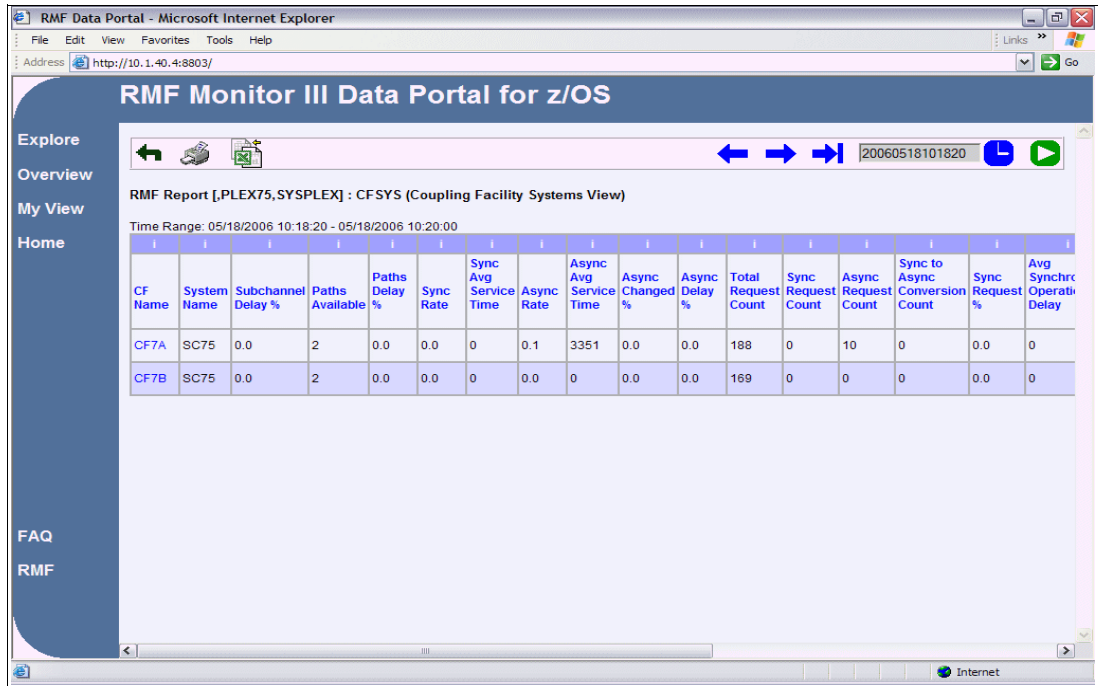 RMF Data Portal - Microsoft Internet Explorer
File Edit View Favorites Tools Help
Links »
Address http://10.1.40.4:8803/
Go
RMF Monitor III Data Portal for z/OS
Explore
Overview
My View
Home
FAQ
RMF
20060518101820
RMF Report [,PLEX75,SYSPLEX] : CFSYS (Coupling Facility Systems View)
Time Range: 05/18/2006 10:18:20 - 05/18/2006 10:20:00
i i i i i i i i i i i i i i i i i
CF Name System Name Subchannel Delay % Paths Available Paths Delay % Sync Rate Sync Avg Service Time Async Rate Async Avg Service Time Async Changed % Async Delay % Total Request Count Sync Request Count Async Request Count Sync to Async Conversion Count Sync Request % Avg Synchro Operati Delay
CF7A SC75 0.0 2 0.0 0.0 0 0.1 3351 0.0 0.0 188 0 10 0 0.0 0
CF7B SC75 0.0 2 0.0 0.0 0 0.0 0 0.0 0.0 169 0 0 0 0.0 0
Internet